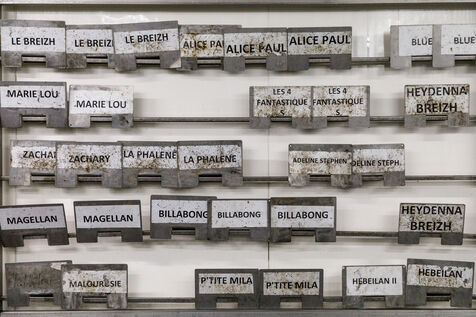 LE BREIZH LE BREIZH LE BREIZH ALICE PAUL ALICE PAUL ALICE PAUL BLUE BLUE
MARIE LOU MARIE LOU LES 4 FANTASTIQUE S LES 4 FANTASTIQUE S HEYDENNA BREIZH
ZACHARY ZACHARY LA PHALENE LA PHALENE ADELINE STEPHEN ADELINE STEPH
MAGELLAN MAGELLAN BILLABONG BILLABONG BILLABONG HEYDENNA BREIZH
MALOURESIE P'TITE MILA P'TITE MILA HEBEILAN II HEBEILAN